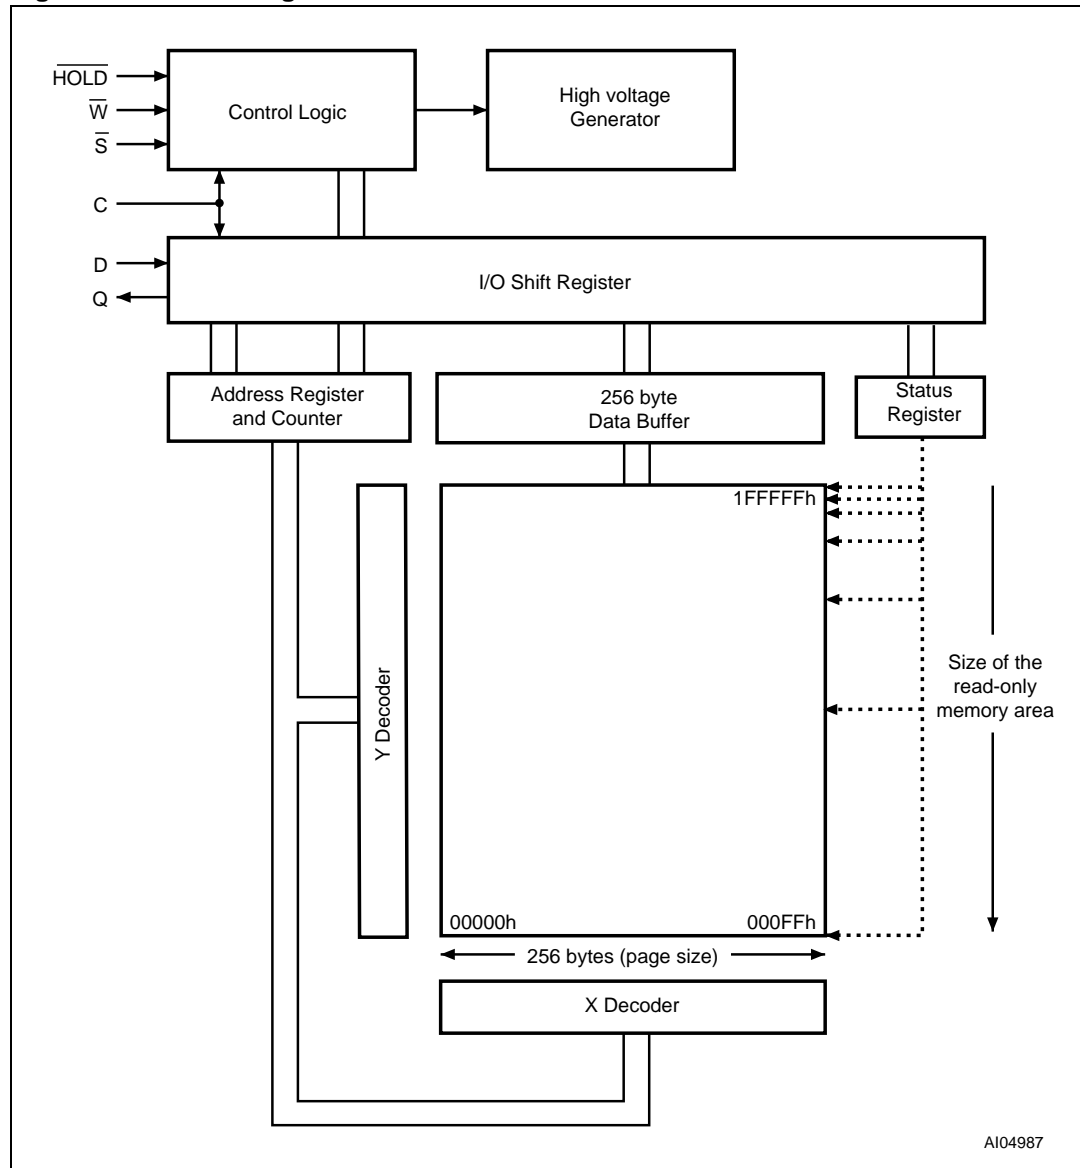 HOLD
W
S
C
D
Q
Control Logic
High voltage
Generator
I/O Shift Register
Address Register
and Counter
256 byte
Data Buffer
Status
Register
1FFFFFh
Y Decoder
Size of the
read-only
memory area
00000h
000FFh
256 bytes (page size)
X Decoder
AI04987